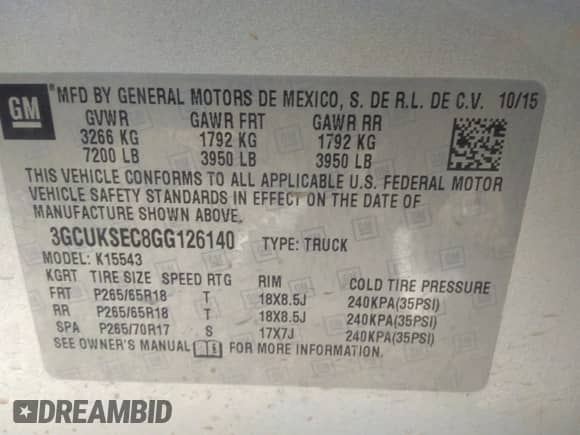 GM
MFD BY GENERAL MOTORS DE MEXICO, S. DE R.L. DE C.V. 10/15
GVWR GAWR FRT GAWR RR
3266 KG 1792 KG 1792 KG
7200 LB 3950 LB 3950 LB
THIS VEHICLE CONFORMS TO ALL APPLICABLE U.S. FEDERAL MOTOR
VEHICLE SAFETY STANDARDS IN EFFECT ON THE DATE OF
MANUFACTURE SHOWN ABOVE.
3GCUKSEC8GG126140 TYPE: TRUCK
MODEL: K15543
KGRT TIRE SIZE SPEED RTG RIM COLD TIRE PRESSURE
FRT P265/65R18 T 18X8.5J 240KPA(35PSI)
RR P265/65R18 T 18X8.5J 240KPA(35PSI)
SPA P265/70R17 S 17X7J 240KPA(35PSI)
SEE OWNER'S MANUAL FOR MORE INFORMATION.
DREAMBID